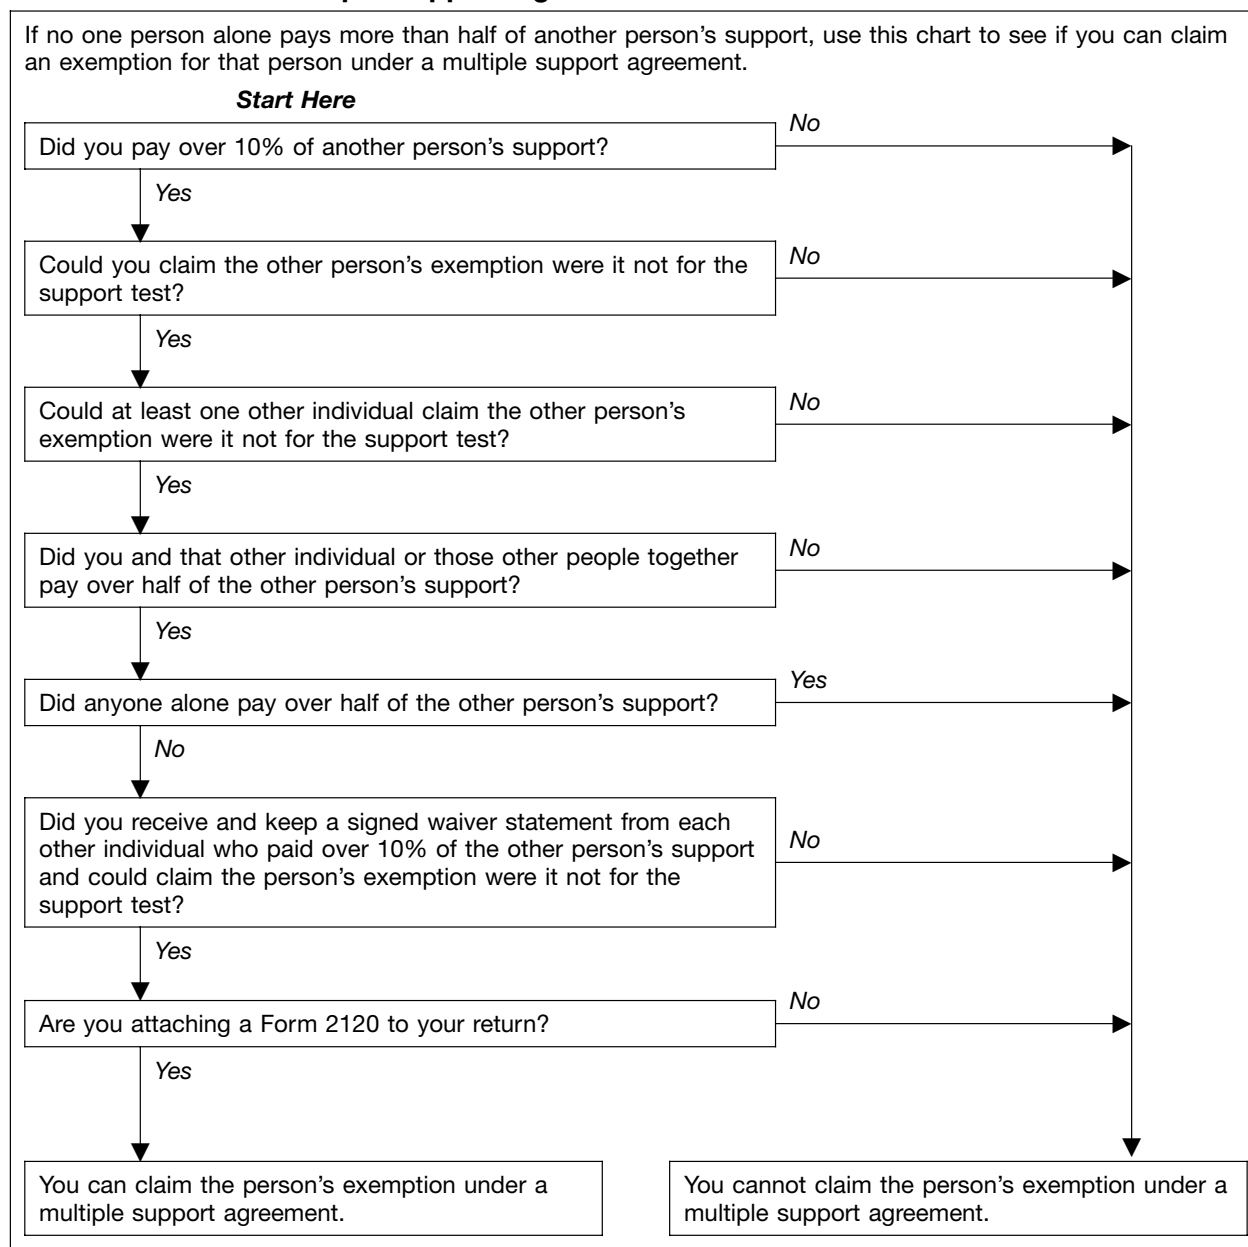 If no one person alone pays more than half of another person's support, use this chart to see if you can claim
an exemption for that person under a multiple support agreement.
Start Here
Did you pay over 10% of another person's support?
No
Yes
Could you claim the other person's exemption were it not for the
support test?
No
Yes
Could at least one other individual claim the other person's
exemption were it not for the support test?
No
Yes
Did you and that other individual or those other people together
pay over half of the other person's support?
No
Yes
Did anyone alone pay over half of the other person's support?
Yes
No
Did you receive and keep a signed waiver statement from each
other individual who paid over 10% of the other person's support
and could claim the person's exemption were it not for the
support test?
No
Yes
Are you attaching a Form 2120 to your return?
No
Yes
You can claim the person's exemption under a
multiple support agreement.
You cannot claim the person's exemption under a
multiple support agreement.